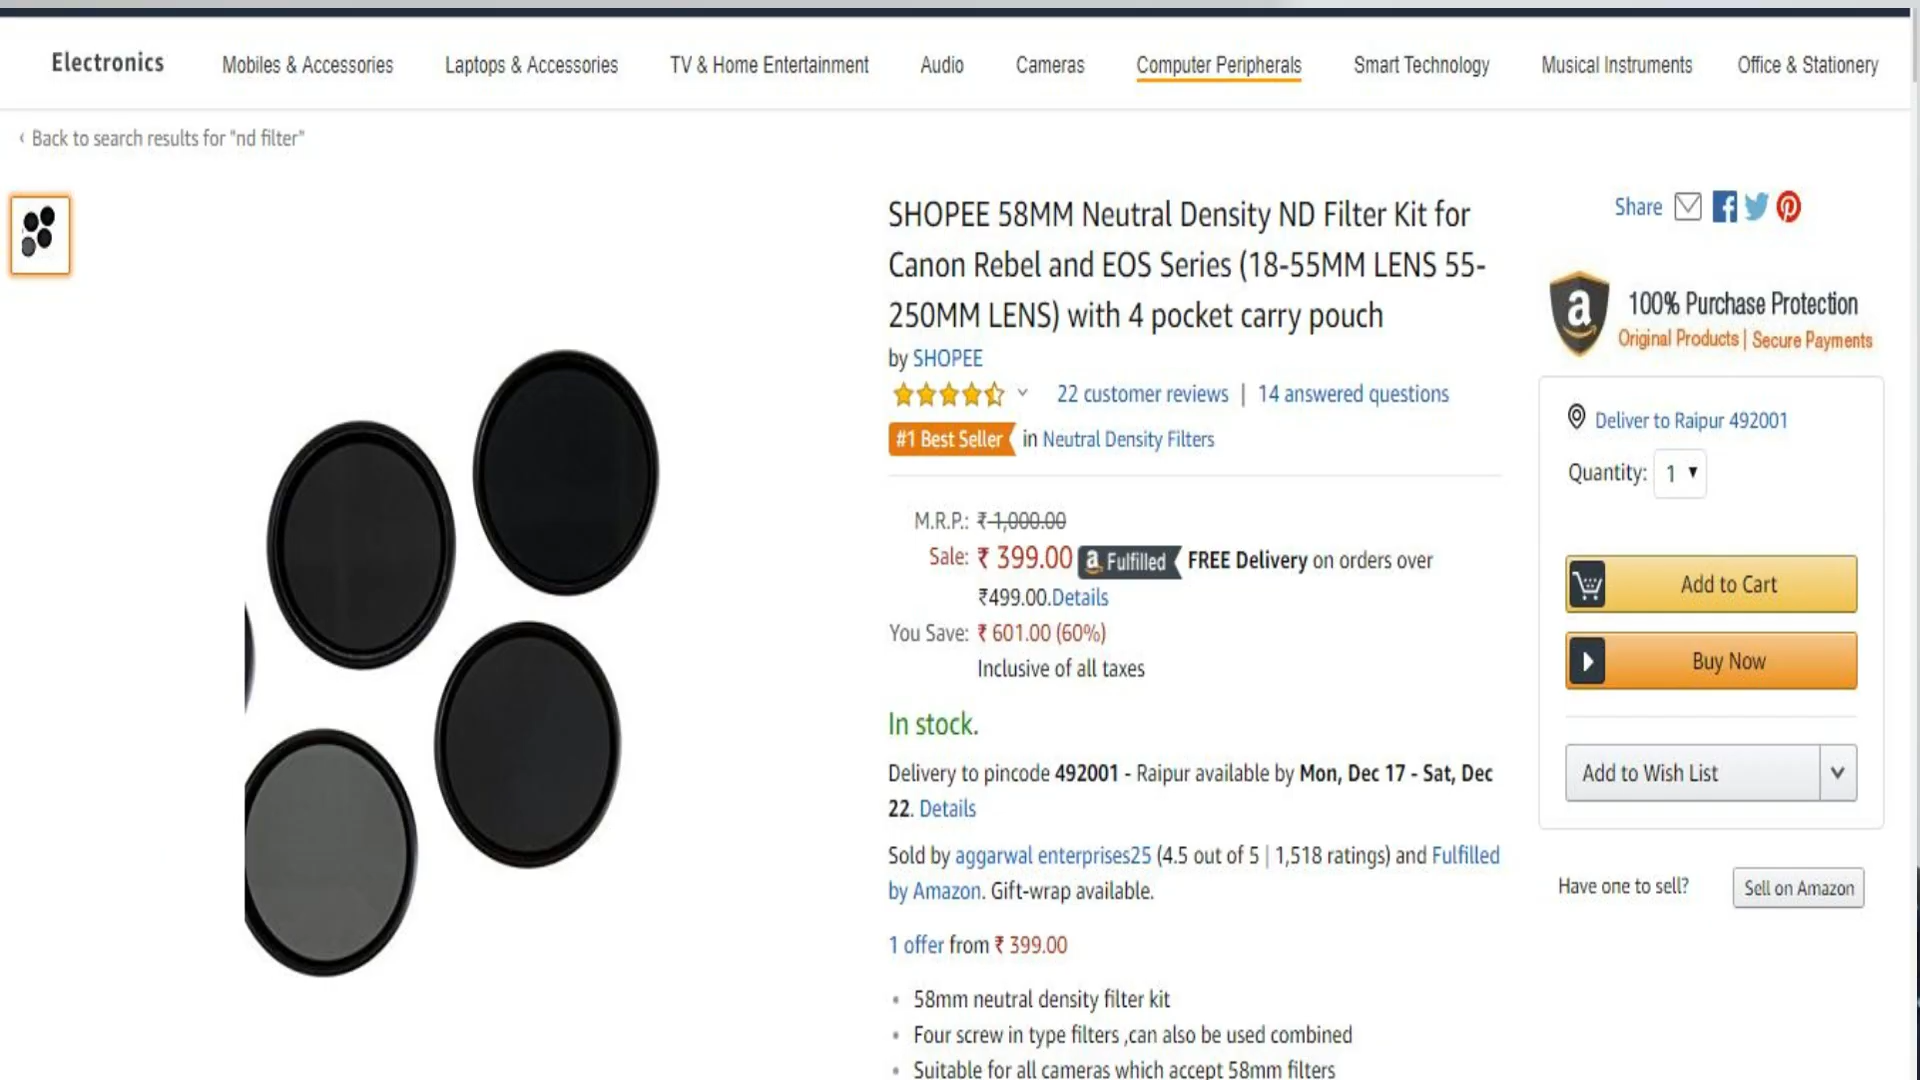 Electronics Mobiles & Accessories Laptops & Accessories TV & Home Entertainment Audio Cameras Computer Peripherals Smart Technology Musical Instruments Office & Stationery
‹ Back to search results for "nd filter"
SHOPEE 58MM Neutral Density ND Filter Kit for
Canon Rebel and EOS Series (18-55MM LENS 55-
250MM LENS) with 4 pocket carry pouch
by SHOPEE
22 customer reviews | 14 answered questions
#1 Best Seller in Neutral Density Filters
M.R.P.: ₹ 1,000.00
Sale: ₹ 399.00 a Fulfilled FREE Delivery on orders over
₹499.00.Details
You Save: ₹ 601.00 (60%)
Inclusive of all taxes
In stock.
Delivery to pincode 492001 - Raipur available by Mon, Dec 17 - Sat, Dec
22. Details
Sold by aggarwal enterprises25 (4.5 out of 5 | 1,518 ratings) and Fulfilled
by Amazon. Gift-wrap available.
1 offer from ₹ 399.00
• 58mm neutral density filter kit
• Four screw in type filters ,can also be used combined
• Suitable for all cameras which accept 58mm filters
Share
a 100% Purchase Protection
Original Products | Secure Payments
Deliver to Raipur 492001
Quantity: 1
Add to Cart
Buy Now
Add to Wish List
Have one to sell? Sell on Amazon